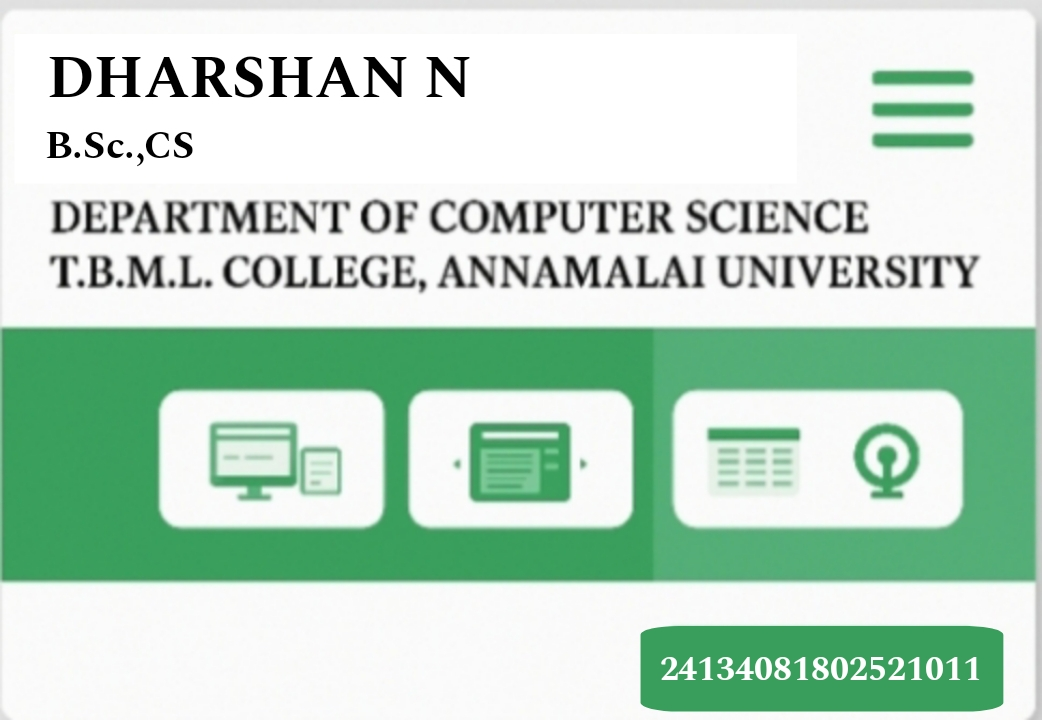 DHARSHAN N
B.Sc.,CS
DEPARTMENT OF COMPUTER SCIENCE
T.B.M.L. COLLEGE, ANNAMALAI UNIVERSITY
24134081802521011